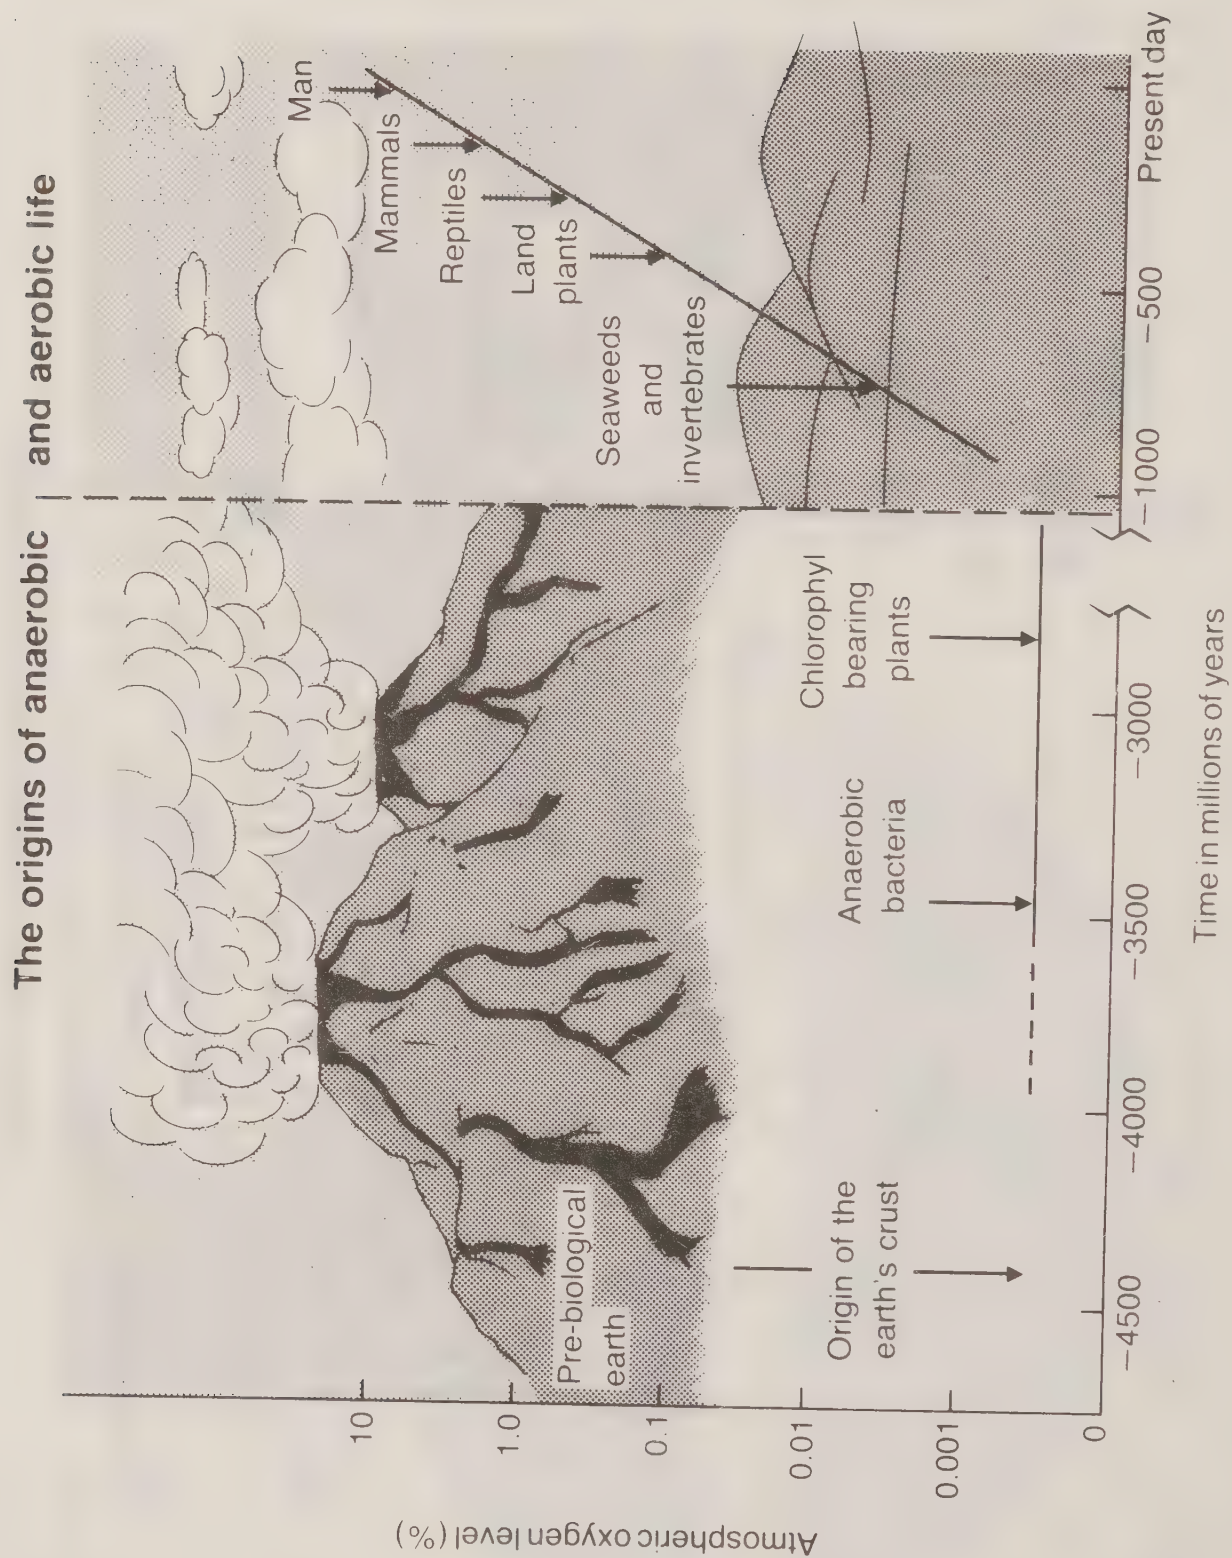 The origins of anaerobic and aerobic life
Atmospheric oxygen level (%)
10
1.0
0.1
0.01
0.001
0
Pre-biological
earth
Origin of the
earth's crust
Anaerobic
bacteria
Chlorophyl
bearing
plants
Seaweeds
and
invertebrates
Land
plants
Reptiles
Mammals
Man
–4500
–4000
–3500
–3000
–1000
–500
Present day
Time in millions of years